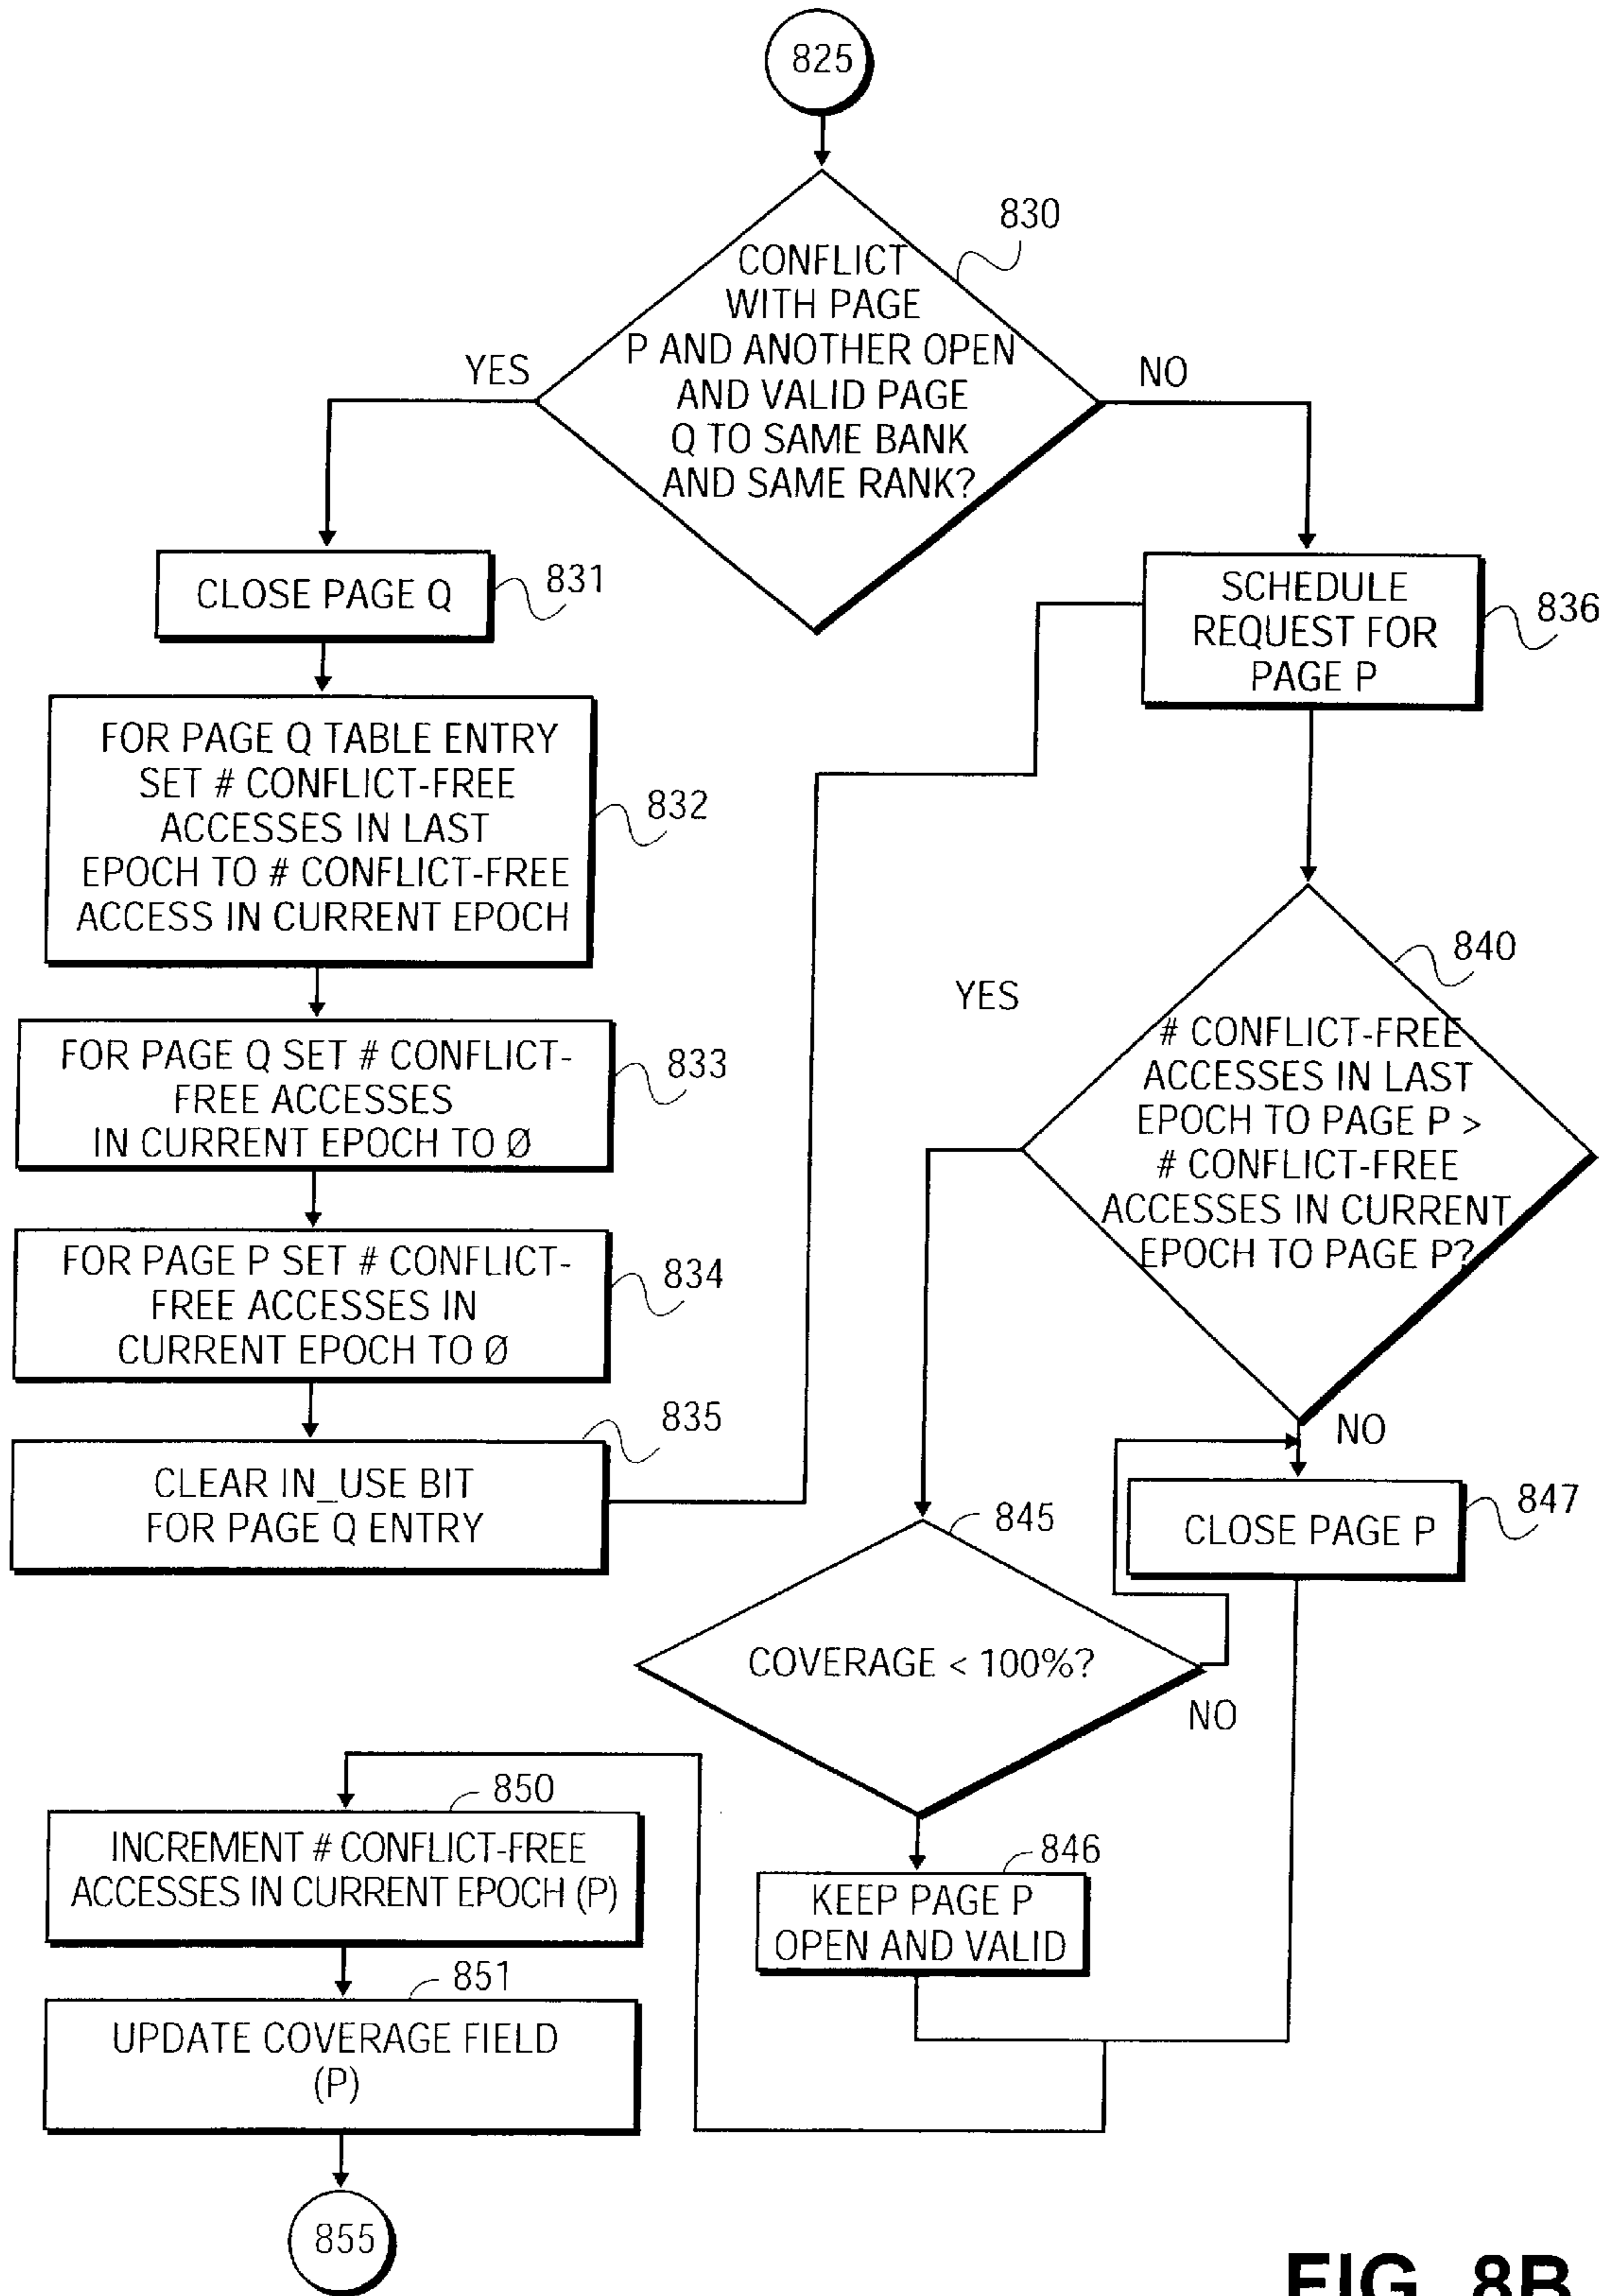 825
830
CONFLICT
WITH PAGE
P AND ANOTHER OPEN
AND VALID PAGE
Q TO SAME BANK
AND SAME RANK?
YES
NO
CLOSE PAGE Q
831
SCHEDULE
REQUEST FOR
PAGE P
836
FOR PAGE Q TABLE ENTRY
SET # CONFLICT-FREE
ACCESSES IN LAST
EPOCH TO # CONFLICT-FREE
ACCESS IN CURRENT EPOCH
832
840
YES
# CONFLICT-FREE
ACCESSES IN LAST
EPOCH TO PAGE P >
# CONFLICT-FREE
ACCESSES IN CURRENT
EPOCH TO PAGE P?
FOR PAGE Q SET # CONFLICT-
FREE ACCESSES
IN CURRENT EPOCH TO Ø
833
FOR PAGE P SET # CONFLICT-
FREE ACCESSES IN
CURRENT EPOCH TO Ø
834
835
CLEAR IN_USE BIT
FOR PAGE Q ENTRY
NO
CLOSE PAGE P
847
845
COVERAGE < 100%?
NO
850
INCREMENT # CONFLICT-FREE
ACCESSES IN CURRENT EPOCH (P)
846
KEEP PAGE P
OPEN AND VALID
851
UPDATE COVERAGE FIELD
(P)
855
FIG. 8B